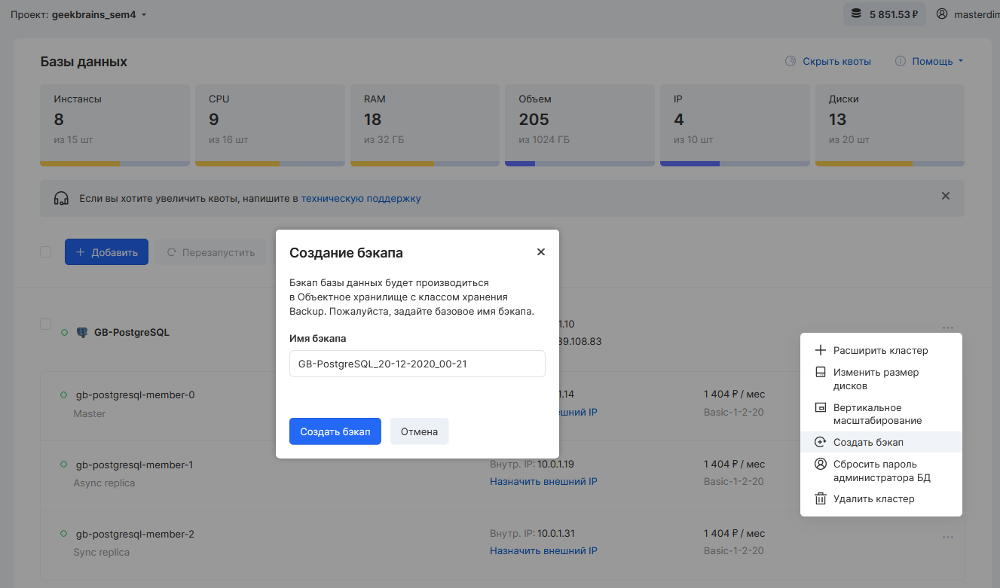 Проект: geekbrains_sem4
5 851.53 ₽
masterdim
Базы данных
Скрыть квоты
Помощь
Инстансы
8
из 15 шт
CPU
9
из 16 шт
RAM
18
из 32 ГБ
Объем
205
из 1024 ГБ
IP
4
из 10 шт
Диски
13
из 20 шт
Если вы хотите увеличить квоты, напишите в техническую поддержку
Добавить
Перезапустить
Создание бэкапа
Бэкап базы данных будет производиться
в Объектное хранилище с классом хранения
Backup. Пожалуйста, задайте базовое имя бэкапа.
Имя бэкапа
GB-PostgreSQL_20-12-2020_00-21
Создать бэкап
Отмена
GB-PostgreSQL
1.10
39.108.83
gb-postgresql-member-0
Master
1.14
ешний IP
1 404 ₽ / мес
Basic-1-2-20
gb-postgresql-member-1
Async replica
Внутр. IP: 10.0.1.19
Назначить внешний IP
1 404 ₽ / мес
Basic-1-2-20
gb-postgresql-member-2
Sync replica
Внутр. IP: 10.0.1.31
Назначить внешний IP
1 404 ₽ / мес
Basic-1-2-20
Расширить кластер
Изменить размер
дисков
Вертикальное
масштабирование
Создать бэкап
Сбросить пароль
администратора БД
Удалить кластер